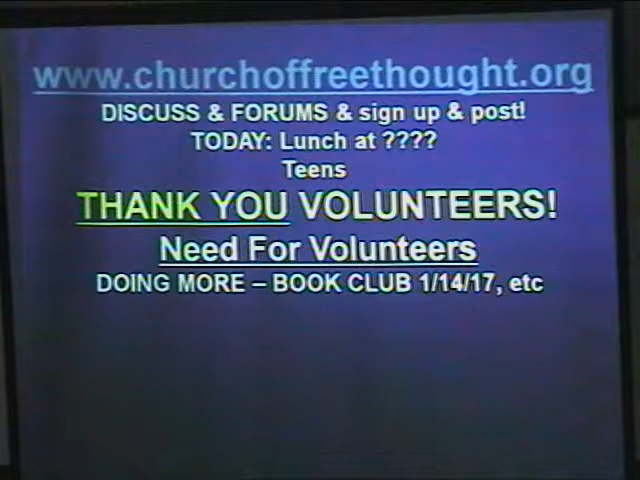 www.churchoffreethought.org
DISCUSS & FORUMS & sign up & post!
TODAY: Lunch at ????
Teens
THANK YOU VOLUNTEERS!
Need For Volunteers
DOING MORE – BOOK CLUB 1/14/17, etc